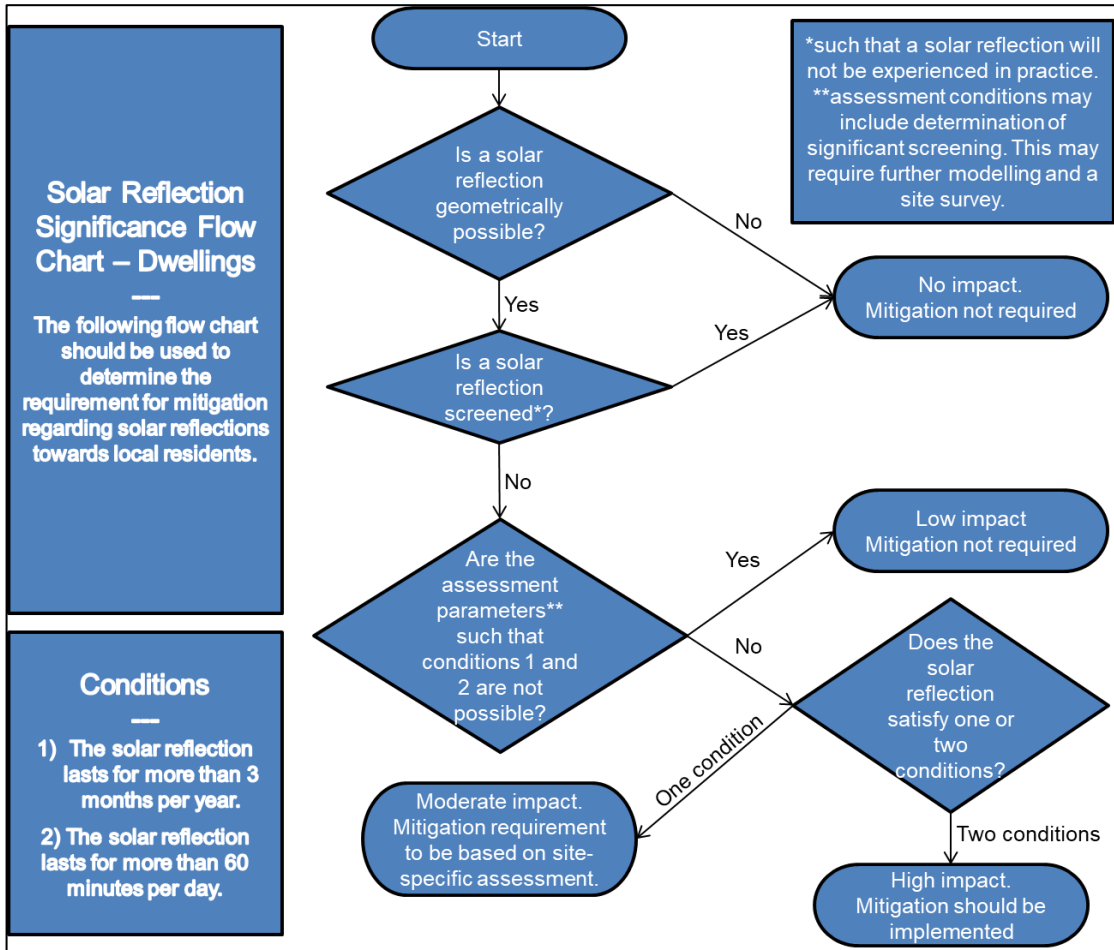 Solar Reflection
Significance Flow
Chart – Dwellings
---
The following flow chart
should be used to
determine the
requirement for mitigation
regarding solar reflections
towards local residents.
Conditions
---
1) The solar reflection
lasts for more than 3
months per year.
2) The solar reflection
lasts for more than 60
minutes per day.
Start
*such that a solar reflection will
not be experienced in practice.
**assessment conditions may
include determination of
significant screening. This may
require further modelling and a
site survey.
Is a solar
reflection
geometrically
possible?
No
No impact.
Mitigation not required
Yes
Yes
Is a solar
reflection
screened*?
No
Low impact
Mitigation not required
Are the
assessment
parameters**
such that
conditions 1 and
2 are not
possible?
Yes
No
Does the
solar
reflection
satisfy one or
two
conditions?
One condition
Moderate impact.
Mitigation requirement
to be based on site-
specific assessment.
Two conditions
High impact.
Mitigation should be
implemented